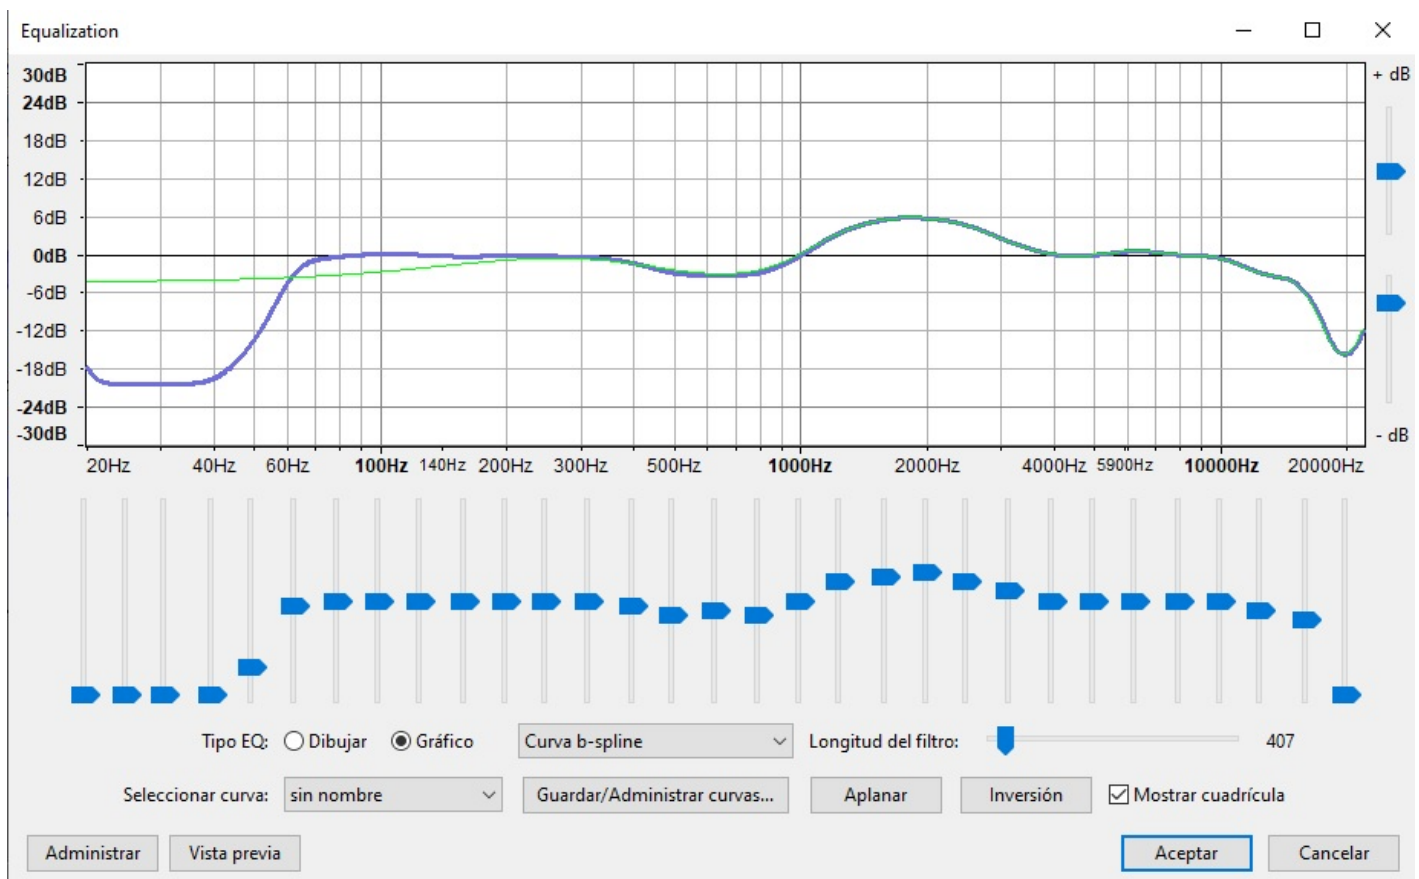 Equalization
30dB
+ dB
24dB
18dB
12dB
6dB
0dB
-6dB
-12dB
-18dB
-24dB
-30dB
- dB
20Hz 40Hz 60Hz 100Hz 140Hz 200Hz 300Hz 500Hz 1000Hz 2000Hz 4000Hz 5900Hz 10000Hz 20000Hz
Tipo EQ: Dibujar Gráfico Curva b-spline Longitud del filtro: 407
Seleccionar curva: sin nombre Guardar/Administrar curvas... Aplanar Inversión Mostrar cuadrícula
Administrar Vista previa Aceptar Cancelar